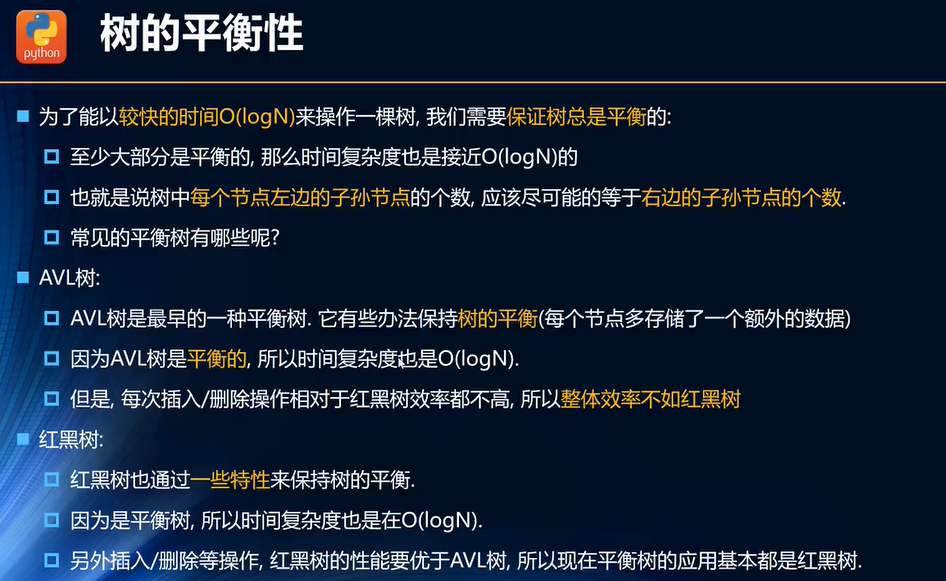 python
树的平衡性
为了能以较快的时间O(logN)来操作一棵树, 我们需要保证树总是平衡的:
至少大部分是平衡的, 那么时间复杂度也是接近O(logN)的
也就是说树中每个节点左边的子孙节点的个数, 应该尽可能的等于右边的子孙节点的个数.
常见的平衡树有哪些呢?
AVL树:
AVL树是最早的一种平衡树. 它有些办法保持树的平衡(每个节点多存储了一个额外的数据)
因为AVL树是平衡的, 所以时间复杂度也是O(logN).
但是, 每次插入/删除操作相对于红黑树效率都不高, 所以整体效率不如红黑树
红黑树:
红黑树也通过一些特性来保持树的平衡.
因为是平衡树, 所以时间复杂度也是在O(logN).
另外插入/删除等操作, 红黑树的性能要优于AVL树, 所以现在平衡树的应用基本都是红黑树.